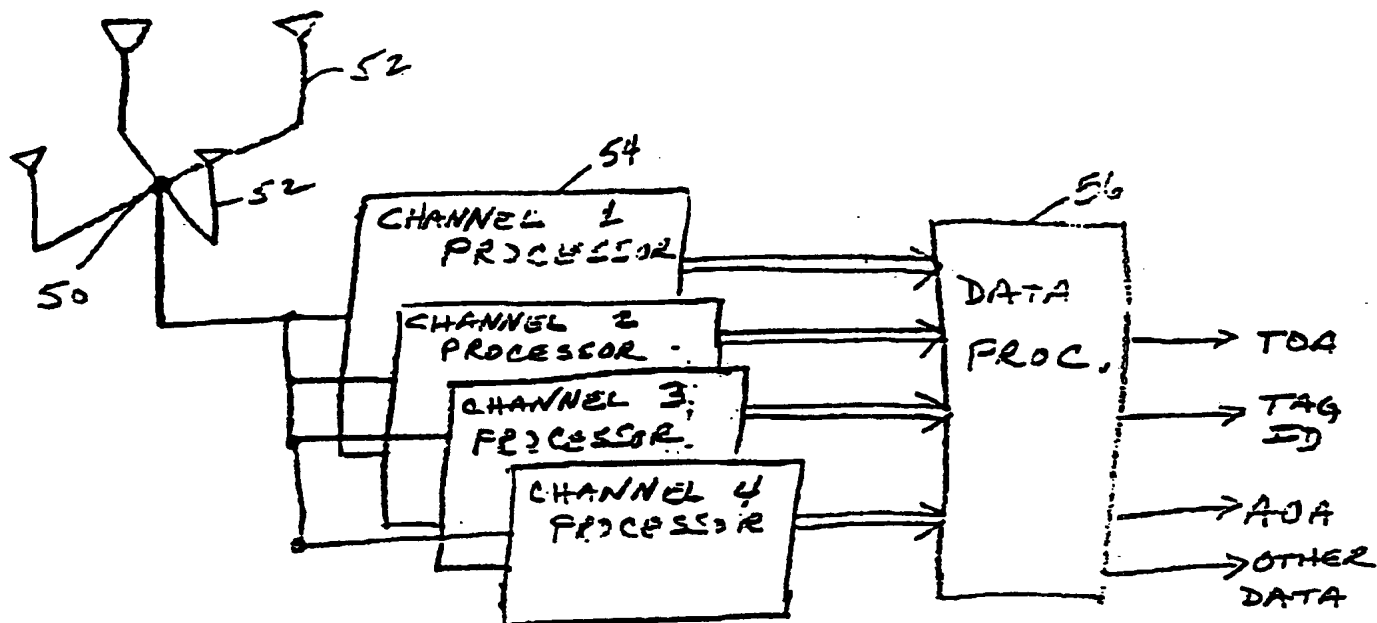 52
52
50
54
CHANNEL 1
PROCESSOR
CHANNEL 2
PROCESSOR
CHANNEL 3
PROCESSOR
CHANNEL 4
PROCESSOR
56
DATA
PROC.
TOA
TAG
ID
AOA
OTHER
DATA